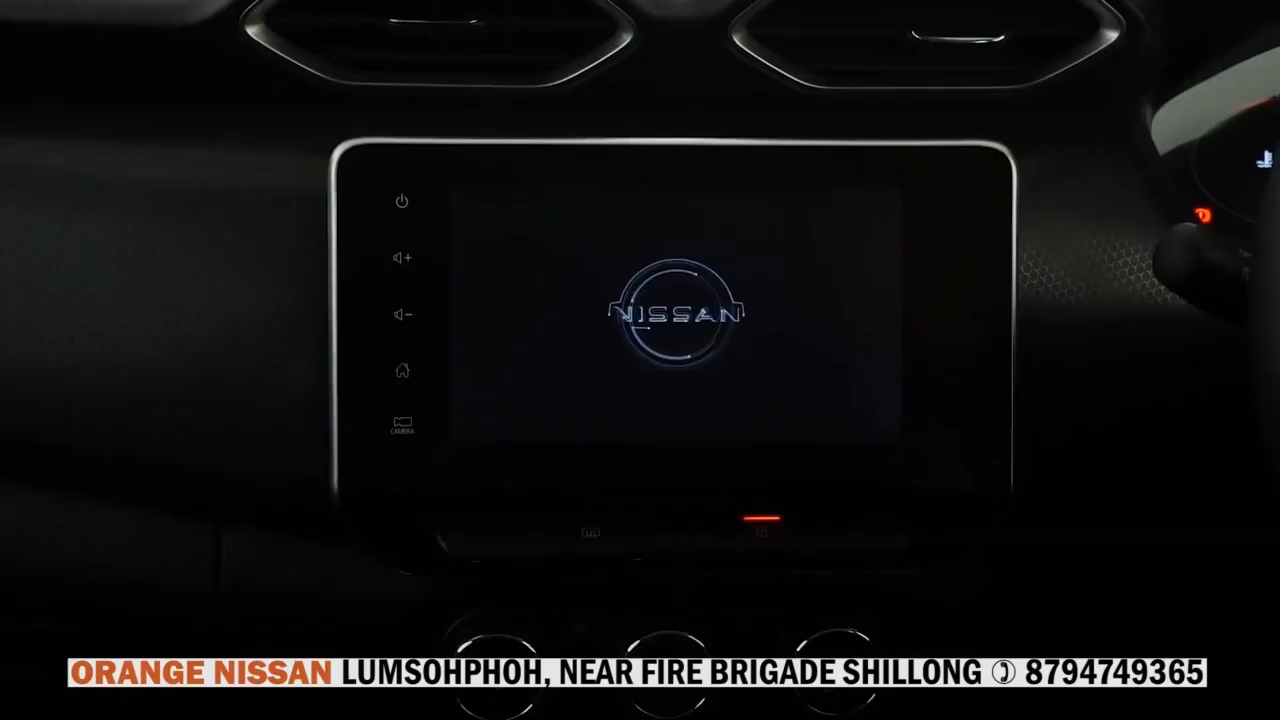 NISSAN
CAMERA
ORANGE NISSAN LUMSOHPHOH, NEAR FIRE BRIGADE SHILLONG ✆ 8794749365